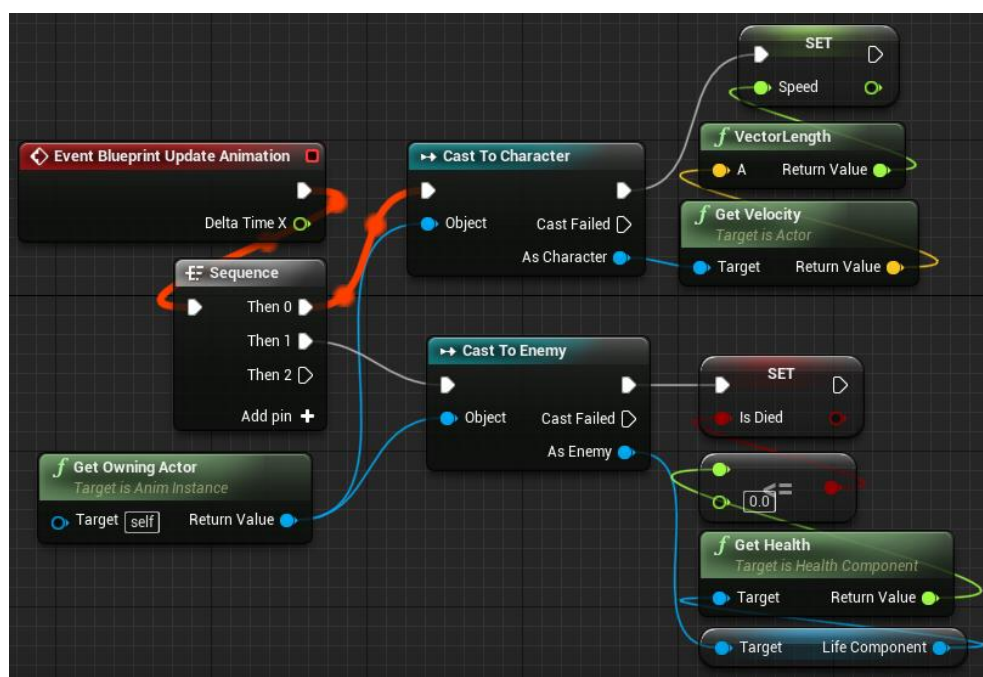 SET
Speed
VectorLength
A Return Value
Event Blueprint Update Animation
Delta Time X
Cast To Character
Object Cast Failed
As Character
Get Velocity
Target is Actor
Target Return Value
Sequence
Then 0
Then 1
Then 2
Add pin +
Cast To Enemy
Object Cast Failed
As Enemy
SET
Is Died
<=
0.0
Get Owning Actor
Target is Anim Instance
Target self Return Value
f Get Health
Target is Health Component
Target Return Value
Target Life Component